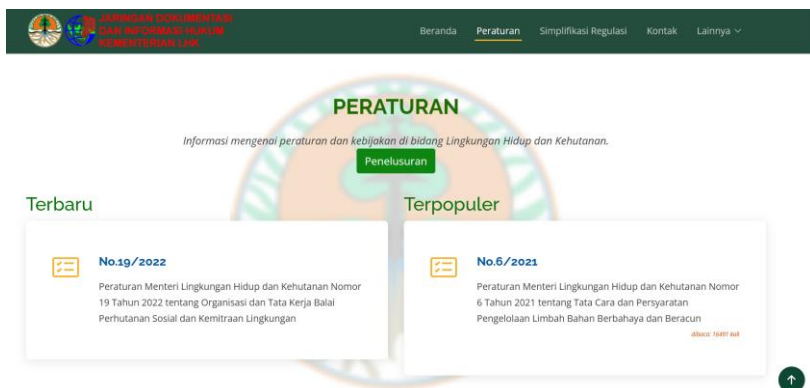 JARINGAN DOKUMENTASI
DAN INFORMASI HUKUM
KEMENTERIAN LHK
Beranda Peraturan Simplifikasi Regulasi Kontak Lainnya
PERATURAN
Informasi mengenai peraturan dan kebijakan di bidang Lingkungan Hidup dan Kehutanan.
Penelusuran
Terbaru
No.19/2022
Peraturan Menteri Lingkungan Hidup dan Kehutanan Nomor
19 Tahun 2022 tentang Organisasi dan Tata Kerja Balai
Perhutanan Sosial dan Kemitraan Lingkungan
Terpopuler
No.6/2021
Peraturan Menteri Lingkungan Hidup dan Kehutanan Nomor
6 Tahun 2021 tentang Tata Cara dan Persyaratan
Pengelolaan Limbah Bahan Berbahaya dan Beracun
dibaca: 16491 kali